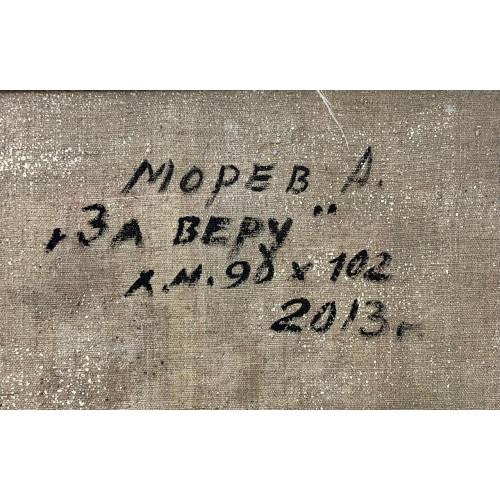 МОРЕВ А.
„ЗА ВЕРУ"
х.м. 90 х 102
2013 г.